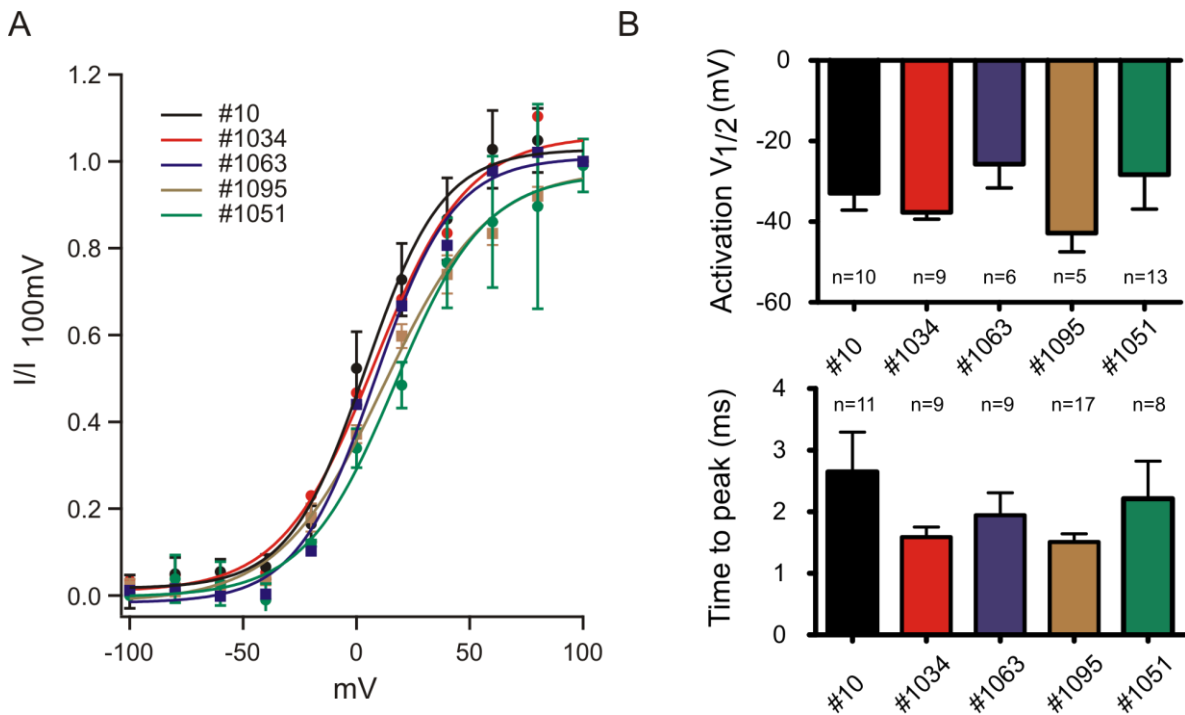 A
1.2
1.0
0.8
0.6
0.4
0.2
0.0
I/I 100mV
#10
#1034
#1063
#1095
#1051
-100
-50
0
50
100
mV
B
Activation V1/2 (mV)
0
-20
-40
-60
n=10
n=9
n=6
n=5
n=13
#10
#1034
#1063
#1095
#1051
Time to peak (ms)
4
3
2
1
0
n=11
n=9
n=9
n=17
n=8
#10
#1034
#1063
#1095
#1051